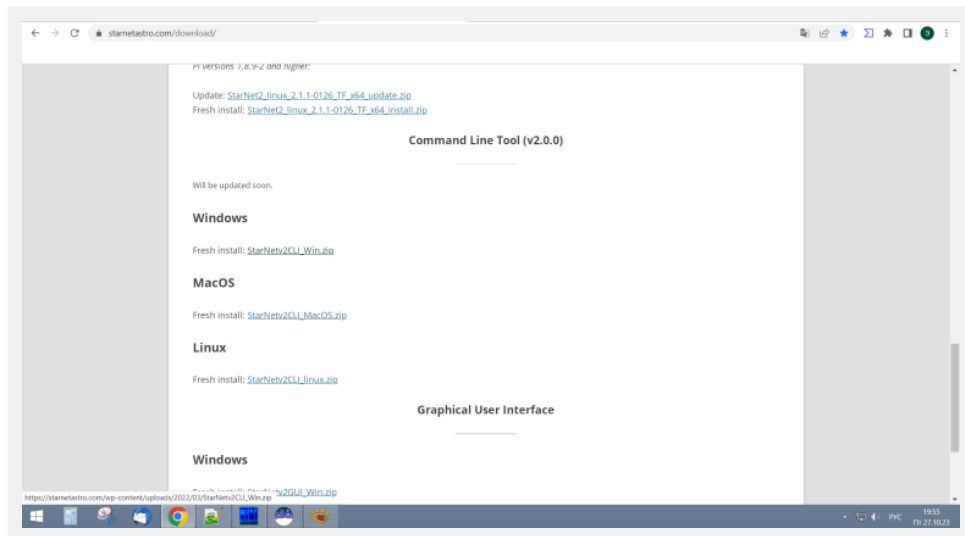 starnetastro.com/download/
PI versions 1.8.9-2 and higher:
Update: StarNet2_linux_2.1.1-0126_TF_x64_update.zip
Fresh install: StarNet2_linux_2.1.1-0126_TF_x64_install.zip
Command Line Tool (v2.0.0)
Will be updated soon.
Windows
Fresh install: StarNetv2CLI_Win.zip
MacOS
Fresh install: StarNetv2CLI_MacOS.zip
Linux
Fresh install: StarNetv2CLI_linux.zip
Graphical User Interface
Windows
Fresh install: StarNetv2GUI_Win.zip
https://starnetastro.com/wp-content/uploads/2022/03/StarNetv2CLI_Win.zip
РУС
19:55
Пт 27.10.23